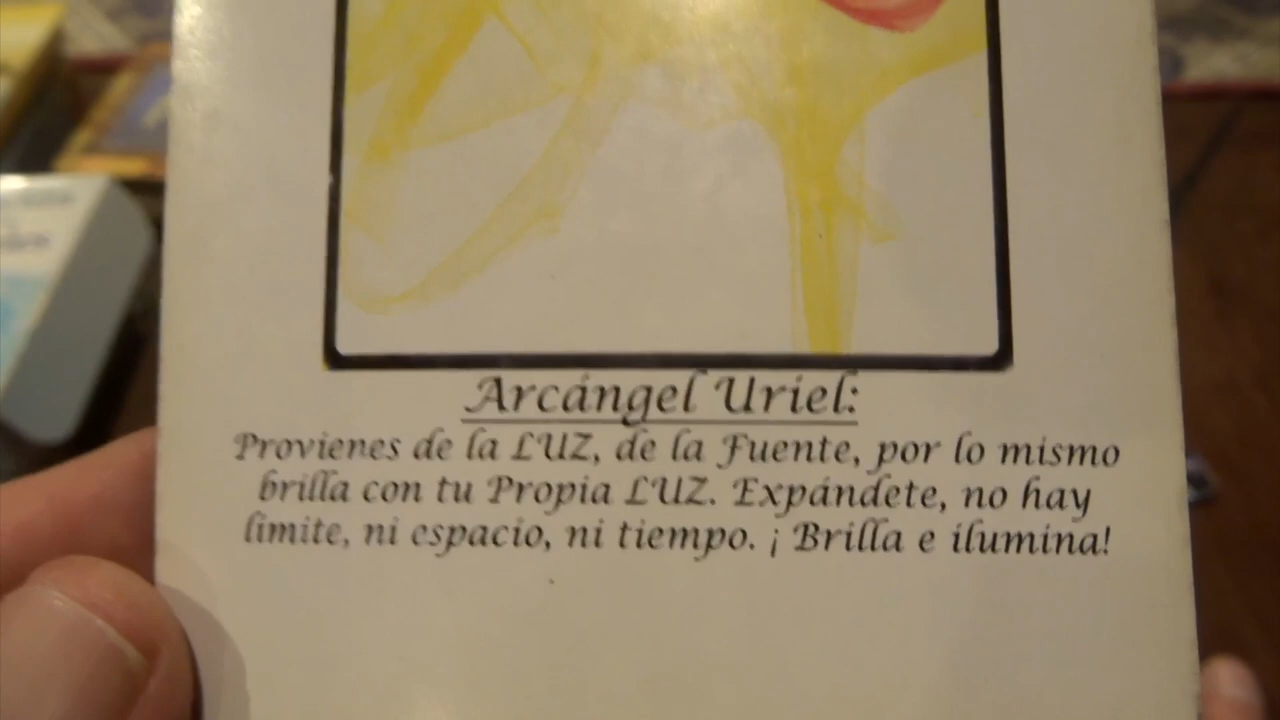 Arcángel Uriel:
Provienes de la LUZ, de la Fuente, por lo mismo
brilla con tu Propia LUZ. Expándete, no hay
límite, ni espacio, ni tiempo. ¡ Brilla e ilumina!